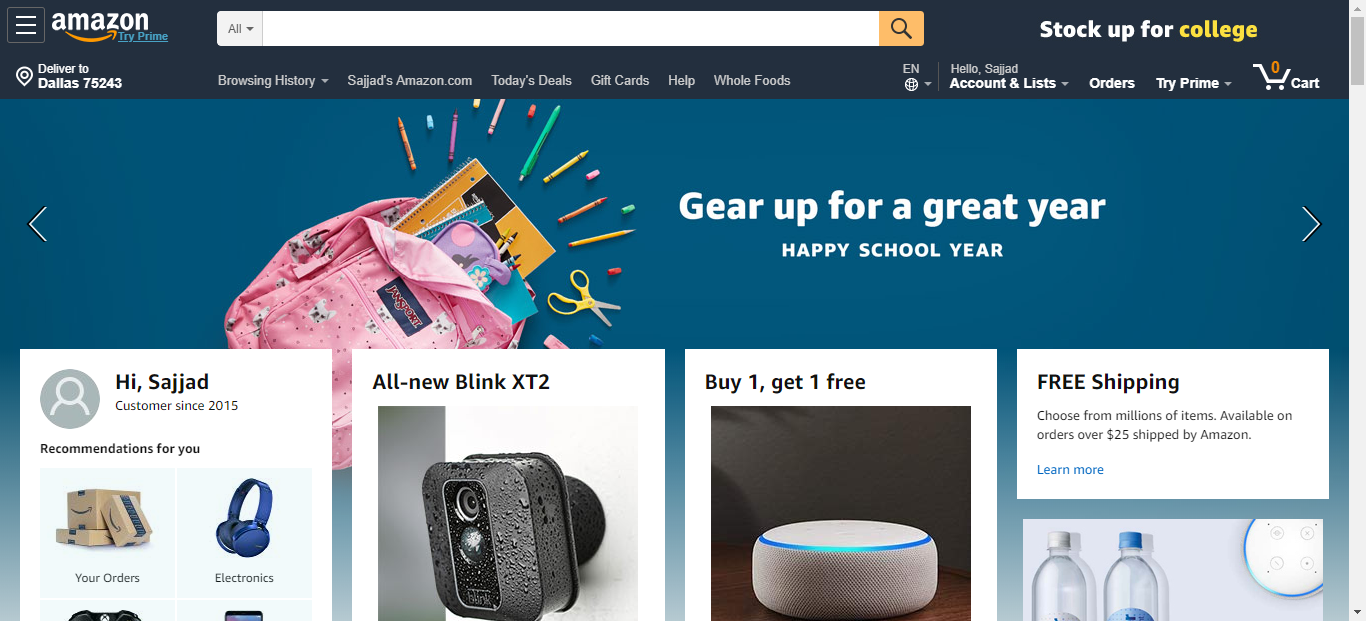 amazon
Try Prime
All
Stock up for college
Deliver to
Dallas 75243
Browsing History
Sajjad's Amazon.com
Today's Deals
Gift Cards
Help
Whole Foods
EN
Hello, Sajjad
Account & Lists
Orders
Try Prime
0
Cart
Gear up for a great year
HAPPY SCHOOL YEAR
JANSPORT
Hi, Sajjad
Customer since 2015
Recommendations for you
Your Orders
Electronics
All-new Blink XT2
blink
Buy 1, get 1 free
FREE Shipping
Choose from millions of items. Available on
orders over $25 shipped by Amazon.
Learn more